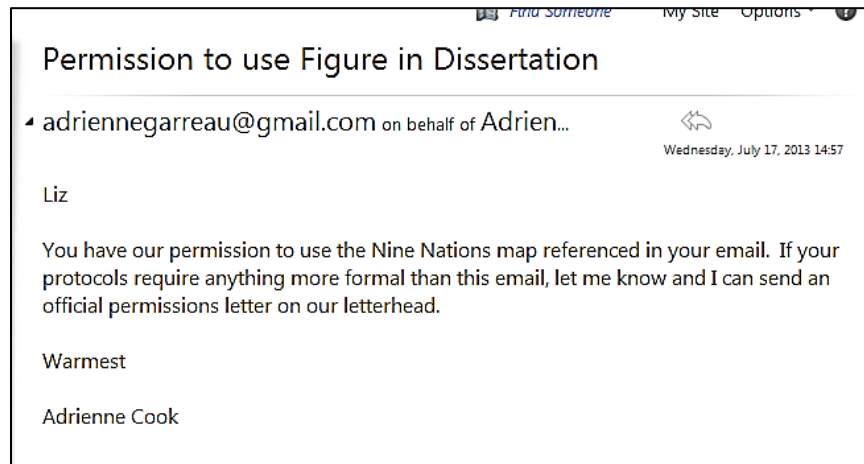 Find Someone My Site Options
Permission to use Figure in Dissertation
adriennegarreau@gmail.com on behalf of Adrien...
Wednesday, July 17, 2013 14:57
Liz
You have our permission to use the Nine Nations map referenced in your email. If your
protocols require anything more formal than this email, let me know and I can send an
official permissions letter on our letterhead.
Warmest
Adrienne Cook